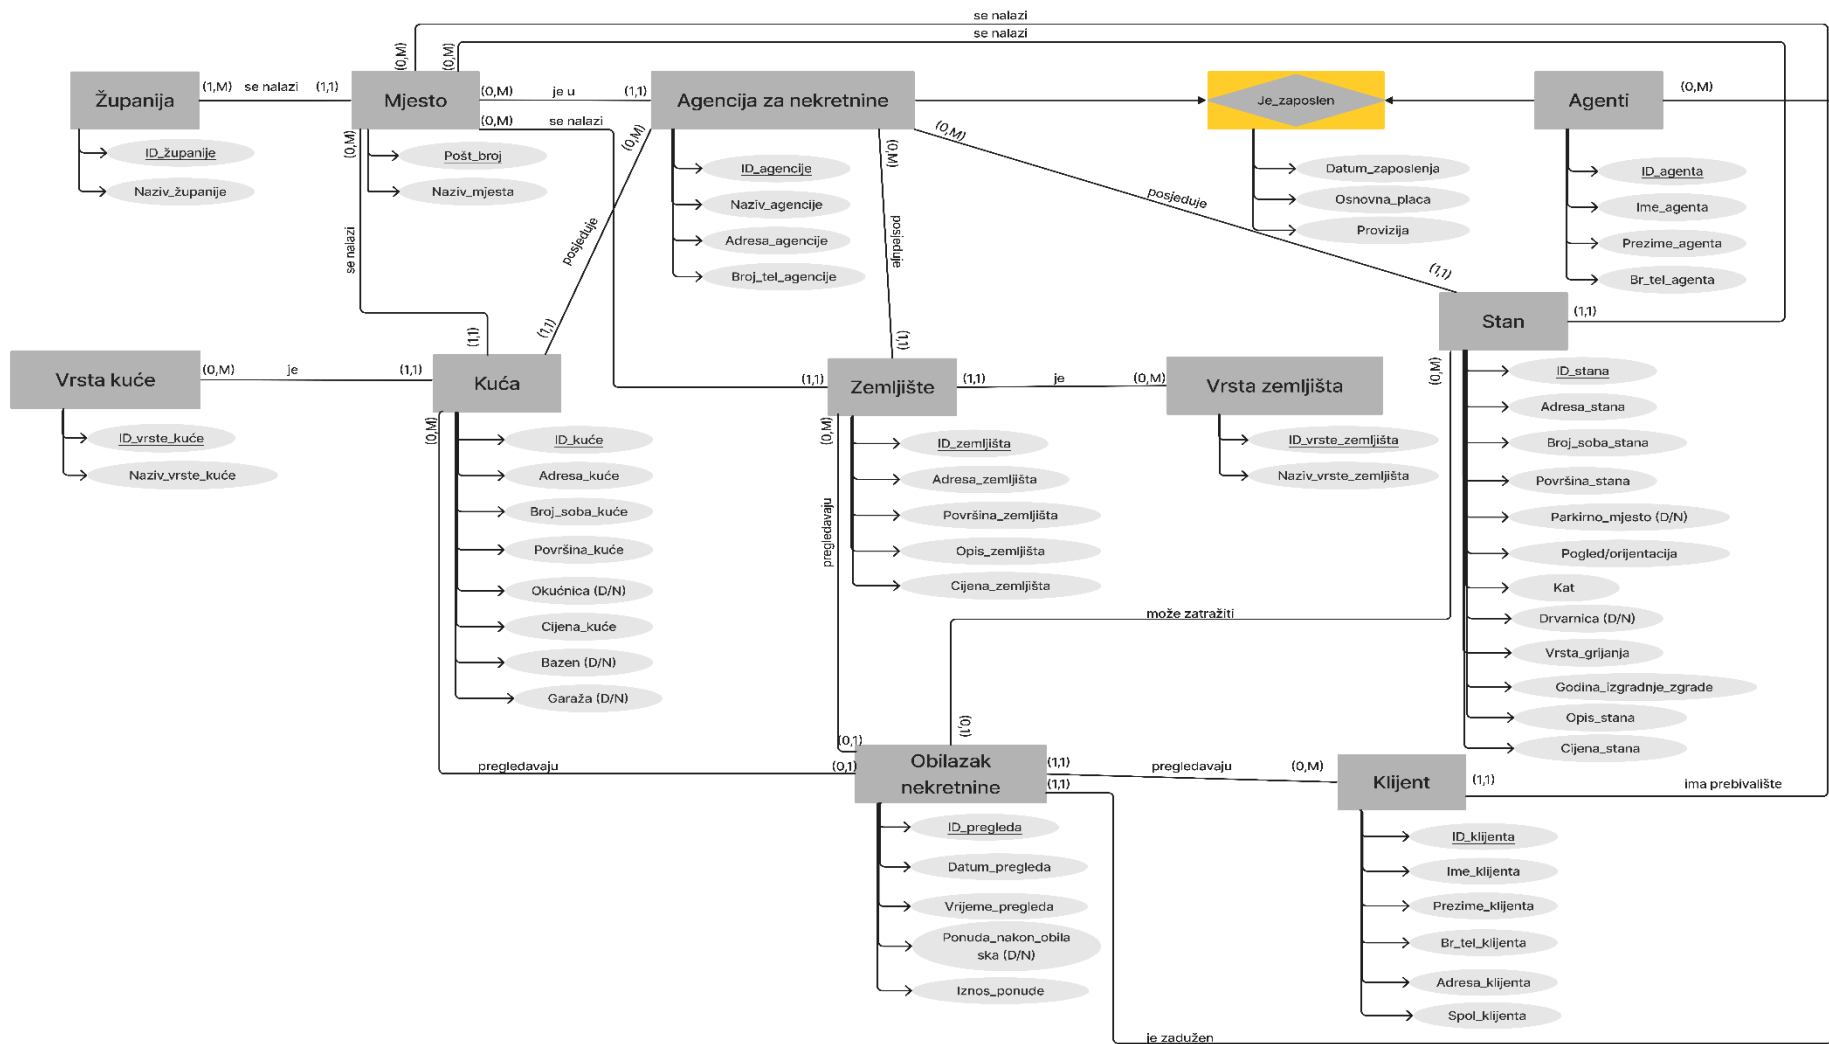 se nalazi
se nalazi
(0,M)
(0,M)
Županija
(1,M)
se nalazi
(1,1)
Mjesto
(0,M)
je u
(1,1)
Agencija za nekretnine
Je_zaposlen
Agenti
(0,M)
(0,M)
se nalazi
(0,M)
(0,M)
(0,M)
(0,M)
ID_županije
Naziv_županije
Pošt_broj
Naziv_mjesta
ID_agencije
Naziv_agencije
Adresa_agencije
Broj_tel_agencije
Datum_zaposlenja
Osnovna_placa
Provizija
ID_agenta
Ime_agenta
Prezime_agenta
Br_tel_agenta
se nalazi
posjeduje
posjeduje
posjeduje
(1,1)
(1,1)
(1,1)
(1,1)
Stan
(1,1)
Vrsta kuće
(0,M)
je
(1,1)
Kuća
(1,1)
Zemljište
(1,1)
je
(0,M)
Vrsta zemljišta
(0,M)
(0,M)
(0,M)
ID_vrste_kuće
Naziv_vrste_kuće
ID_kuće
Adresa_kuće
Broj_soba_kuće
Površina_kuće
Okućnica (D/N)
Cijena_kuće
Bazen (D/N)
Garaža (D/N)
ID_zemljišta
Adresa_zemljišta
Površina_zemljišta
Opis_zemljišta
Cijena_zemljišta
ID_vrste_zemljišta
Naziv_vrste_zemljišta
ID_stana
Adresa_stana
Broj_soba_stana
Površina_stana
Parkirno_mjesto (D/N)
Pogled/orijentacija
Kat
Drvarnica (D/N)
Vrsta_grijanja
Godina_izgradnje_zgrade
Opis_stana
Cijena_stana
pregledavaju
može zatražiti
(0,1)
(0,1)
pregledavaju
(0,1)
Obilazak
nekretnine
(1,1)
pregledavaju
(0,M)
(1,1)
Klijent
(1,1)
ima prebivalište
ID_pregleda
Datum_pregleda
Vrijeme_pregleda
Ponuda_nakon_obila
ska (D/N)
Iznos_ponude
ID_klijenta
Ime_klijenta
Prezime_klijenta
Br_tel_klijenta
Adresa_klijenta
Spol_klijenta
je zadužen